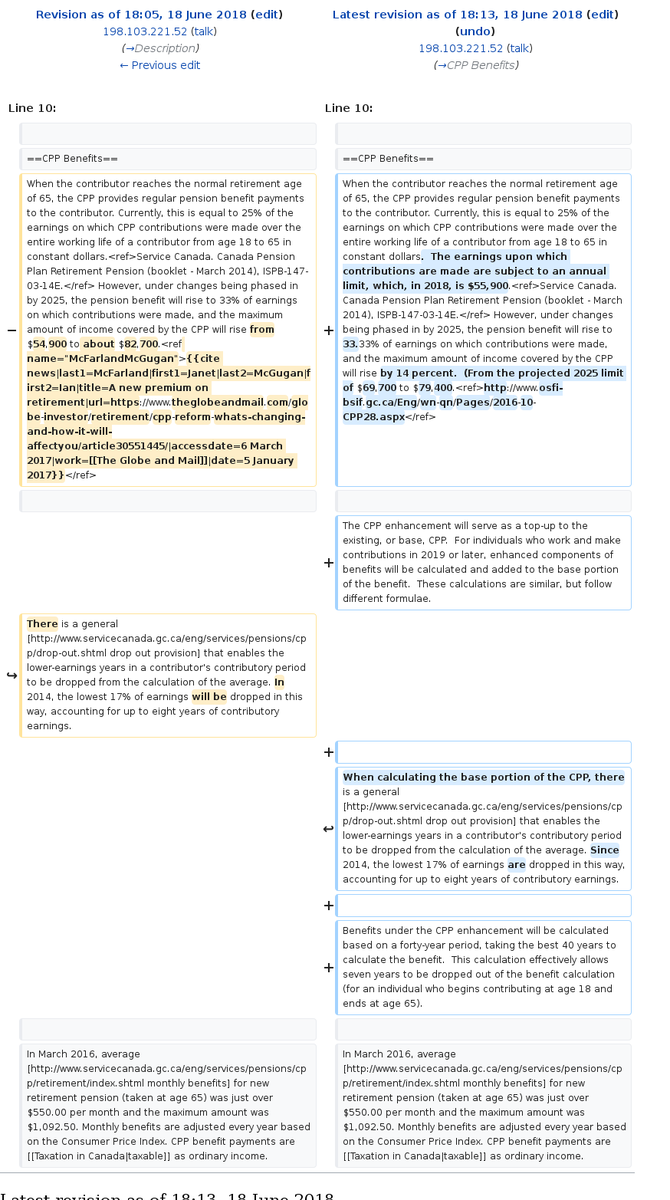 Revision as of 18:05, 18 June 2018 (edit)
198.103.221.52 (talk)
(→Description)
← Previous edit
Latest revision as of 18:13, 18 June 2018 (edit)
(undo)
198.103.221.52 (talk)
(→CPP Benefits)
Line 10:
Line 10:
==CPP Benefits==
==CPP Benefits==
−
When the contributor reaches the normal retirement age
of 65, the CPP provides regular pension benefit payments
to the contributor. Currently, this is equal to 25% of the
earnings on which CPP contributions were made over the
entire working life of a contributor from age 18 to 65 in
constant dollars.<ref>Service Canada. Canada Pension
Plan Retirement Pension (booklet - March 2014), ISPB-147-
03-14E.</ref> However, under changes being phased in
by 2025, the pension benefit will rise to 33% of earnings
on which contributions were made, and the maximum
amount of income covered by the CPP will rise from
$54,900 to about $82,700.<ref
name="McFarlandMcGugan">{{cite
news|last1=McFarland|first1=Janet|last2=McGugan|f
irst2=Ian|title=A new premium on
retirement|url=https://www.theglobeandmail.com/glo
be-investor/retirement/cpp-reform-whats-changing-
and-how-it-will-
affectyou/article30551445/|accessdate=6 March
2017|work=[[The Globe and Mail]]|date=5 January
2017}}</ref>
+
When the contributor reaches the normal retirement age
of 65, the CPP provides regular pension benefit payments
to the contributor. Currently, this is equal to 25% of the
earnings on which CPP contributions were made over the
entire working life of a contributor from age 18 to 65 in
constant dollars.  The earnings upon which
contributions are made are subject to an annual
limit, which, in 2018, is $55,900.<ref>Service Canada.
Canada Pension Plan Retirement Pension (booklet - March
2014), ISPB-147-03-14E.</ref> However, under changes
being phased in by 2025, the pension benefit will rise to
33.33% of earnings on which contributions were made,
and the maximum amount of income covered by the CPP
will rise by 14 percent.  (From the projected 2025 limit
of $69,700 to $79,400.<ref>http://www.osfi-
bsif.gc.ca/Eng/wn-qn/Pages/2016-10-
CPP28.aspx</ref>
+
The CPP enhancement will serve as a top-up to the
existing, or base, CPP.  For individuals who work and make
contributions in 2019 or later, enhanced components of
benefits will be calculated and added to the base portion
of the benefit.  These calculations are similar, but follow
different formulae.
↪
There is a general
[http://www.servicecanada.gc.ca/eng/services/pensions/cp
p/drop-out.shtml drop out provision] that enables the
lower-earnings years in a contributor's contributory period
to be dropped from the calculation of the average. In
2014, the lowest 17% of earnings will be dropped in this
way, accounting for up to eight years of contributory
earnings.
+
↩
When calculating the base portion of the CPP, there
is a general
[http://www.servicecanada.gc.ca/eng/services/pensions/cp
p/drop-out.shtml drop out provision] that enables the
lower-earnings years in a contributor's contributory period
to be dropped from the calculation of the average. Since
2014, the lowest 17% of earnings are dropped in this way,
accounting for up to eight years of contributory earnings.
+
+
Benefits under the CPP enhancement will be calculated
based on a forty-year period, taking the best 40 years to
calculate the benefit.  This calculation effectively allows
seven years to be dropped out of the benefit calculation
(for an individual who begins contributing at age 18 and
ends at age 65).
In March 2016, average
[http://www.servicecanada.gc.ca/eng/services/pensions/cp
p/retirement/index.shtml monthly benefits] for new
retirement pension (taken at age 65) was just over
$550.00 per month and the maximum amount was
$1,092.50. Monthly benefits are adjusted every year based
on the Consumer Price Index. CPP benefit payments are
[[Taxation in Canada|taxable]] as ordinary income.
In March 2016, average
[http://www.servicecanada.gc.ca/eng/services/pensions/cp
p/retirement/index.shtml monthly benefits] for new
retirement pension (taken at age 65) was just over
$550.00 per month and the maximum amount was
$1,092.50. Monthly benefits are adjusted every year based
on the Consumer Price Index. CPP benefit payments are
[[Taxation in Canada|taxable]] as ordinary income.
Latest revision as of 18:13, 18 June 2018